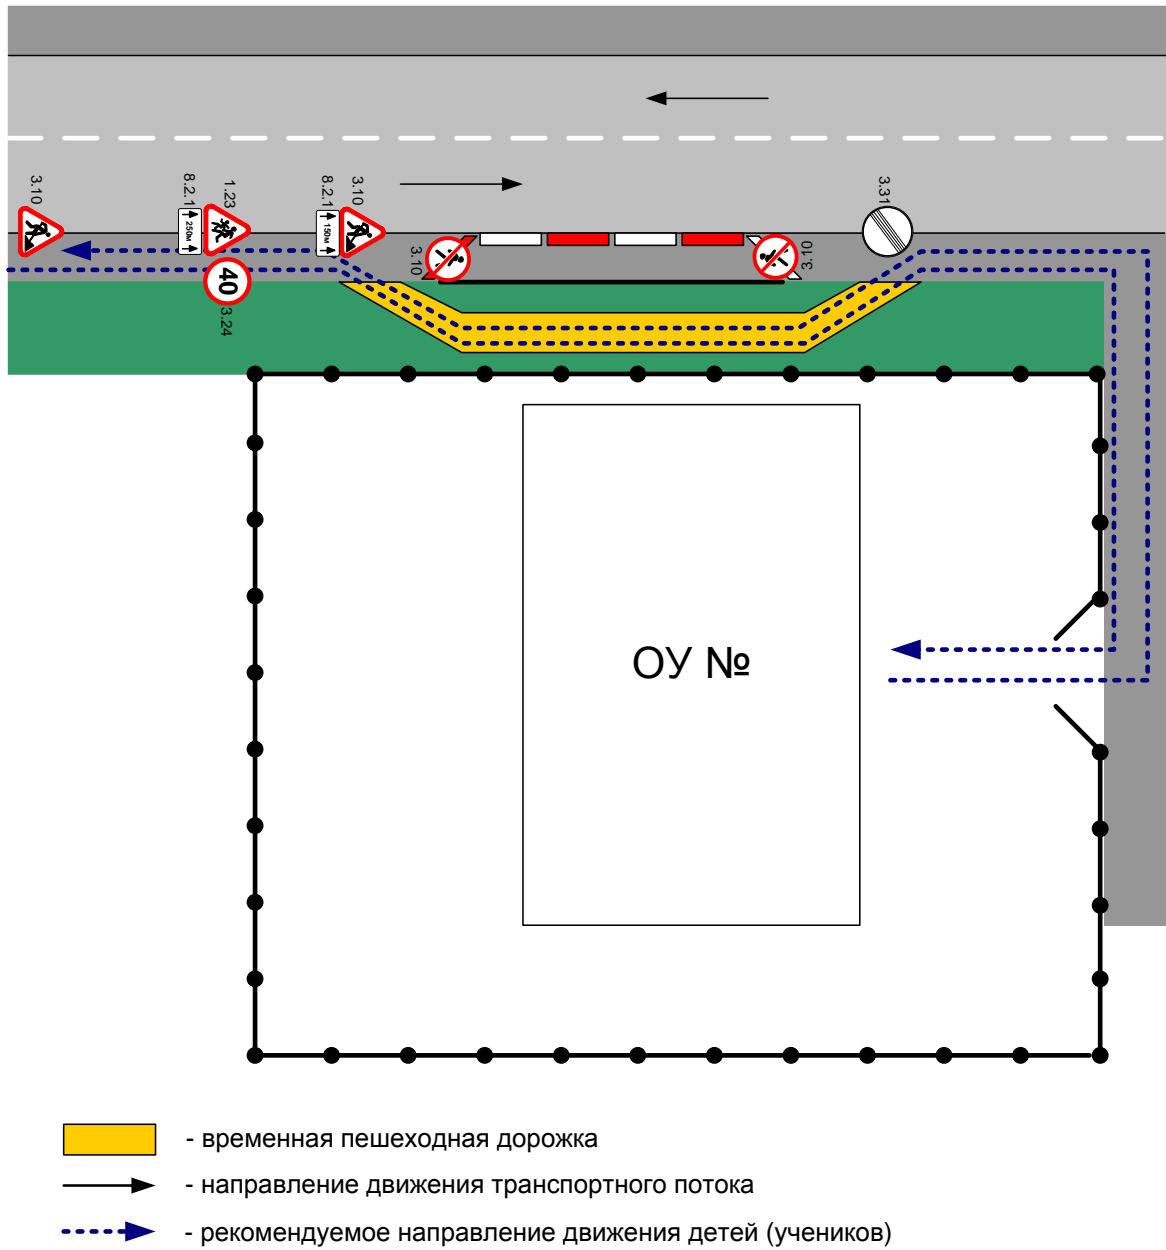 3.10
8.2.1
1.23
8.2.1
3.10
3.31
250м
150м
3.10
3.10
40
3.24
ОУ №
- временная пешеходная дорожка
- направление движения транспортного потока
- рекомендуемое направление движения детей (учеников)